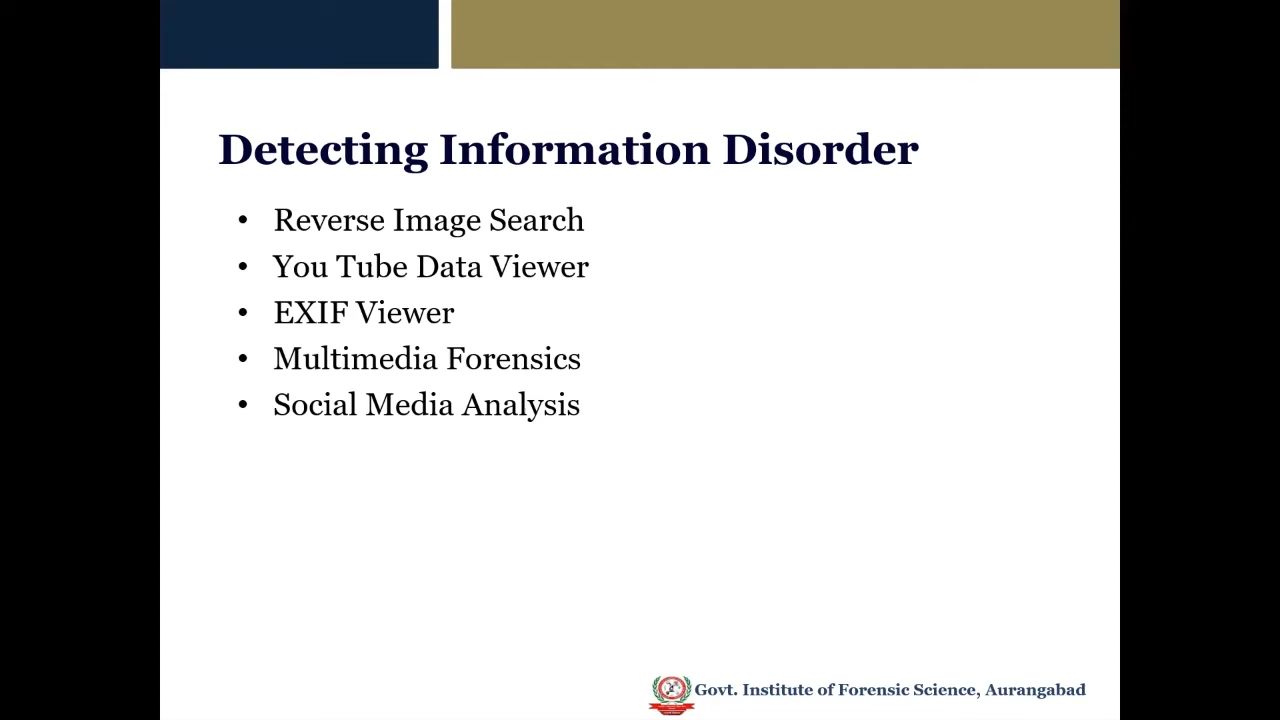 Detecting Information Disorder
• Reverse Image Search
• You Tube Data Viewer
• EXIF Viewer
• Multimedia Forensics
• Social Media Analysis
Govt. Institute of Forensic Science, Aurangabad